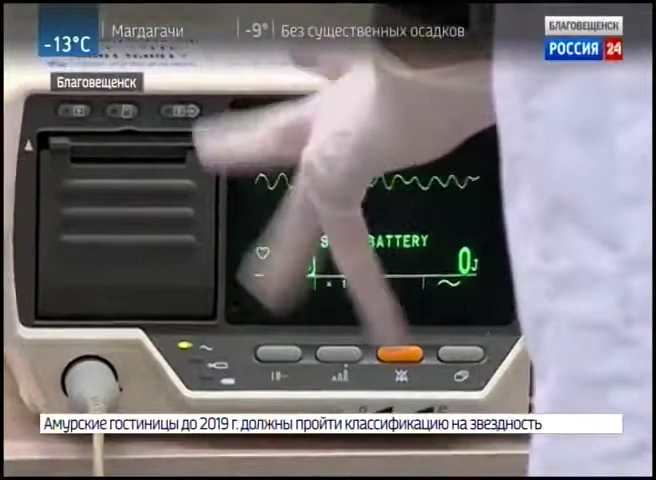 -13°C
Магдагачи
-9°
Без существенных осадков
БЛАГОВЕЩЕНСК
РОССИЯ 24
Благовещенск
BATTERY
0J
Амурские гостиницы до 2019 г. должны пройти классификацию на звездность